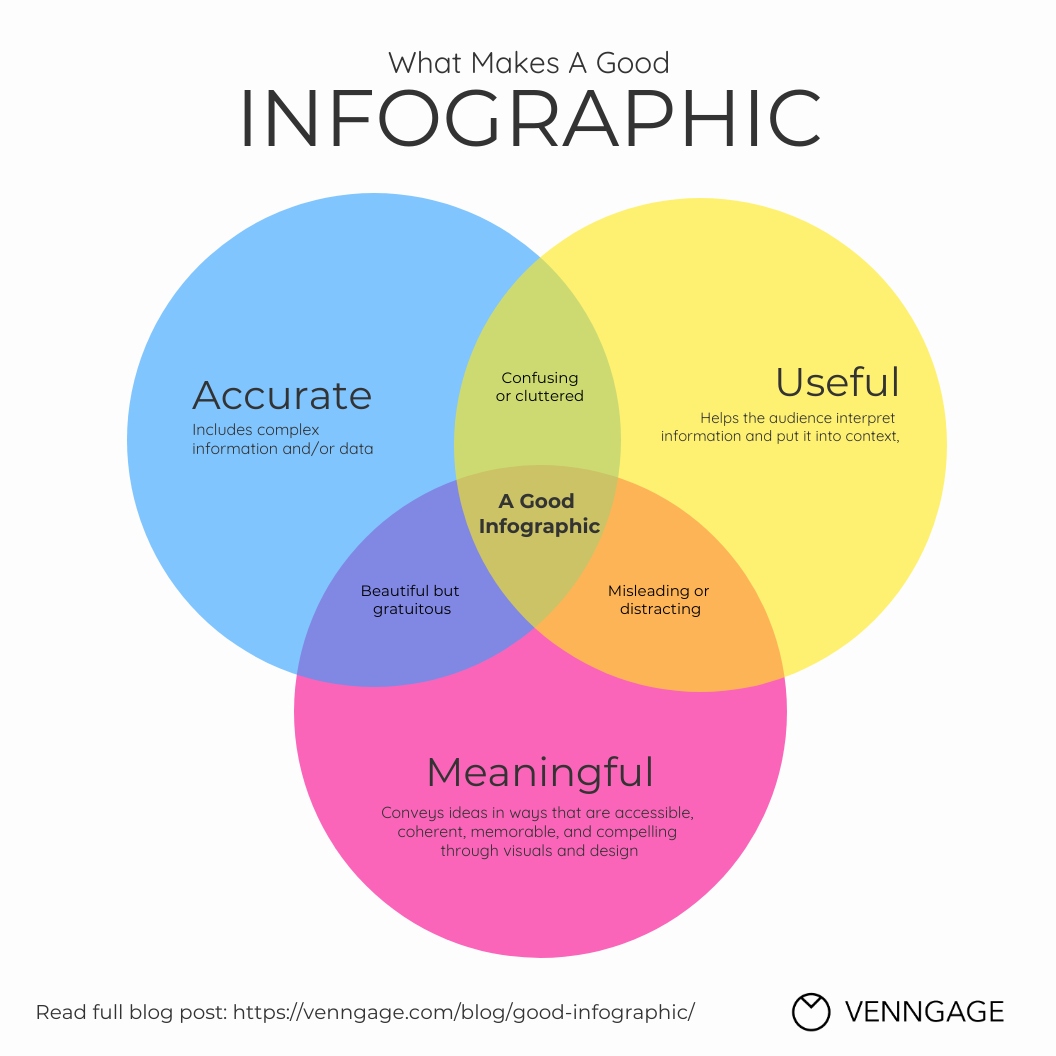 What Makes A Good
INFOGRAPHIC
Accurate
Includes complex
information and/or data
Confusing
or cluttered
Useful
Helps the audience interpret
information and put it into context,
A Good
Infographic
Beautiful but
gratuitous
Misleading or
distracting
Meaningful
Conveys ideas in ways that are accessible,
coherent, memorable, and compelling
through visuals and design
Read full blog post: https://venngage.com/blog/good-infographic/
VENNGAGE